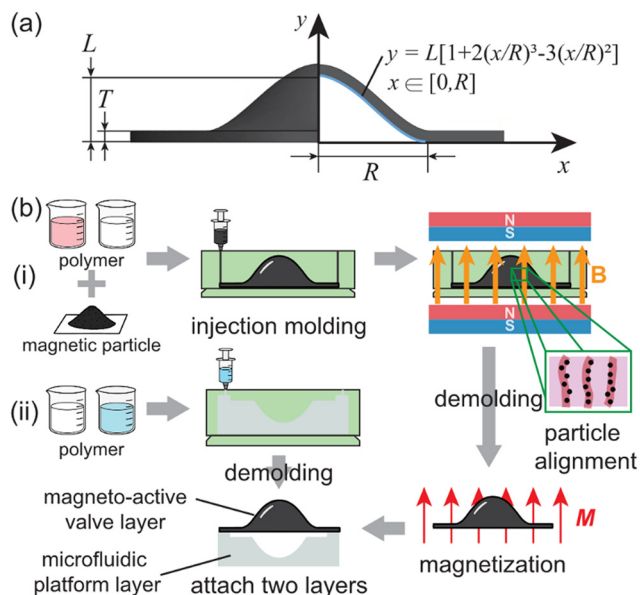 (a)
y
L
y = L[1+2(x/R)³-3(x/R)²]
x ∈ [0,R]
T
R
x
(b)
polymer
(i)
magnetic particle
injection molding
N
S
B
N
S
(ii)
polymer
demolding
demolding
particle
alignment
magneto-active
valve layer
microfluidic
platform layer
attach two layers
M
magnetization